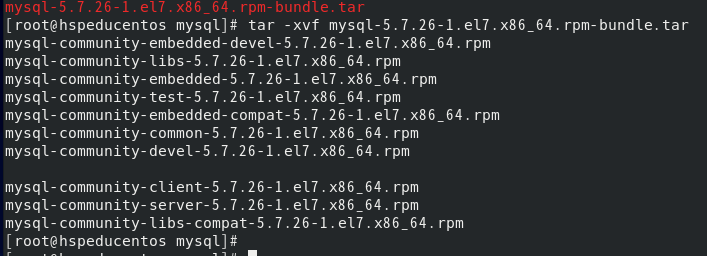 mysql-5.7.26-1.el7.x86_64.rpm-bundle.tar
[root@hspeducentos mysql]# tar -xvf mysql-5.7.26-1.el7.x86_64.rpm-bundle.tar
mysql-community-embedded-devel-5.7.26-1.el7.x86_64.rpm
mysql-community-libs-5.7.26-1.el7.x86_64.rpm
mysql-community-embedded-5.7.26-1.el7.x86_64.rpm
mysql-community-test-5.7.26-1.el7.x86_64.rpm
mysql-community-embedded-compat-5.7.26-1.el7.x86_64.rpm
mysql-community-common-5.7.26-1.el7.x86_64.rpm
mysql-community-devel-5.7.26-1.el7.x86_64.rpm
mysql-community-client-5.7.26-1.el7.x86_64.rpm
mysql-community-server-5.7.26-1.el7.x86_64.rpm
mysql-community-libs-compat-5.7.26-1.el7.x86_64.rpm
[root@hspeducentos mysql]#
[root@hspeducentos mysql]#